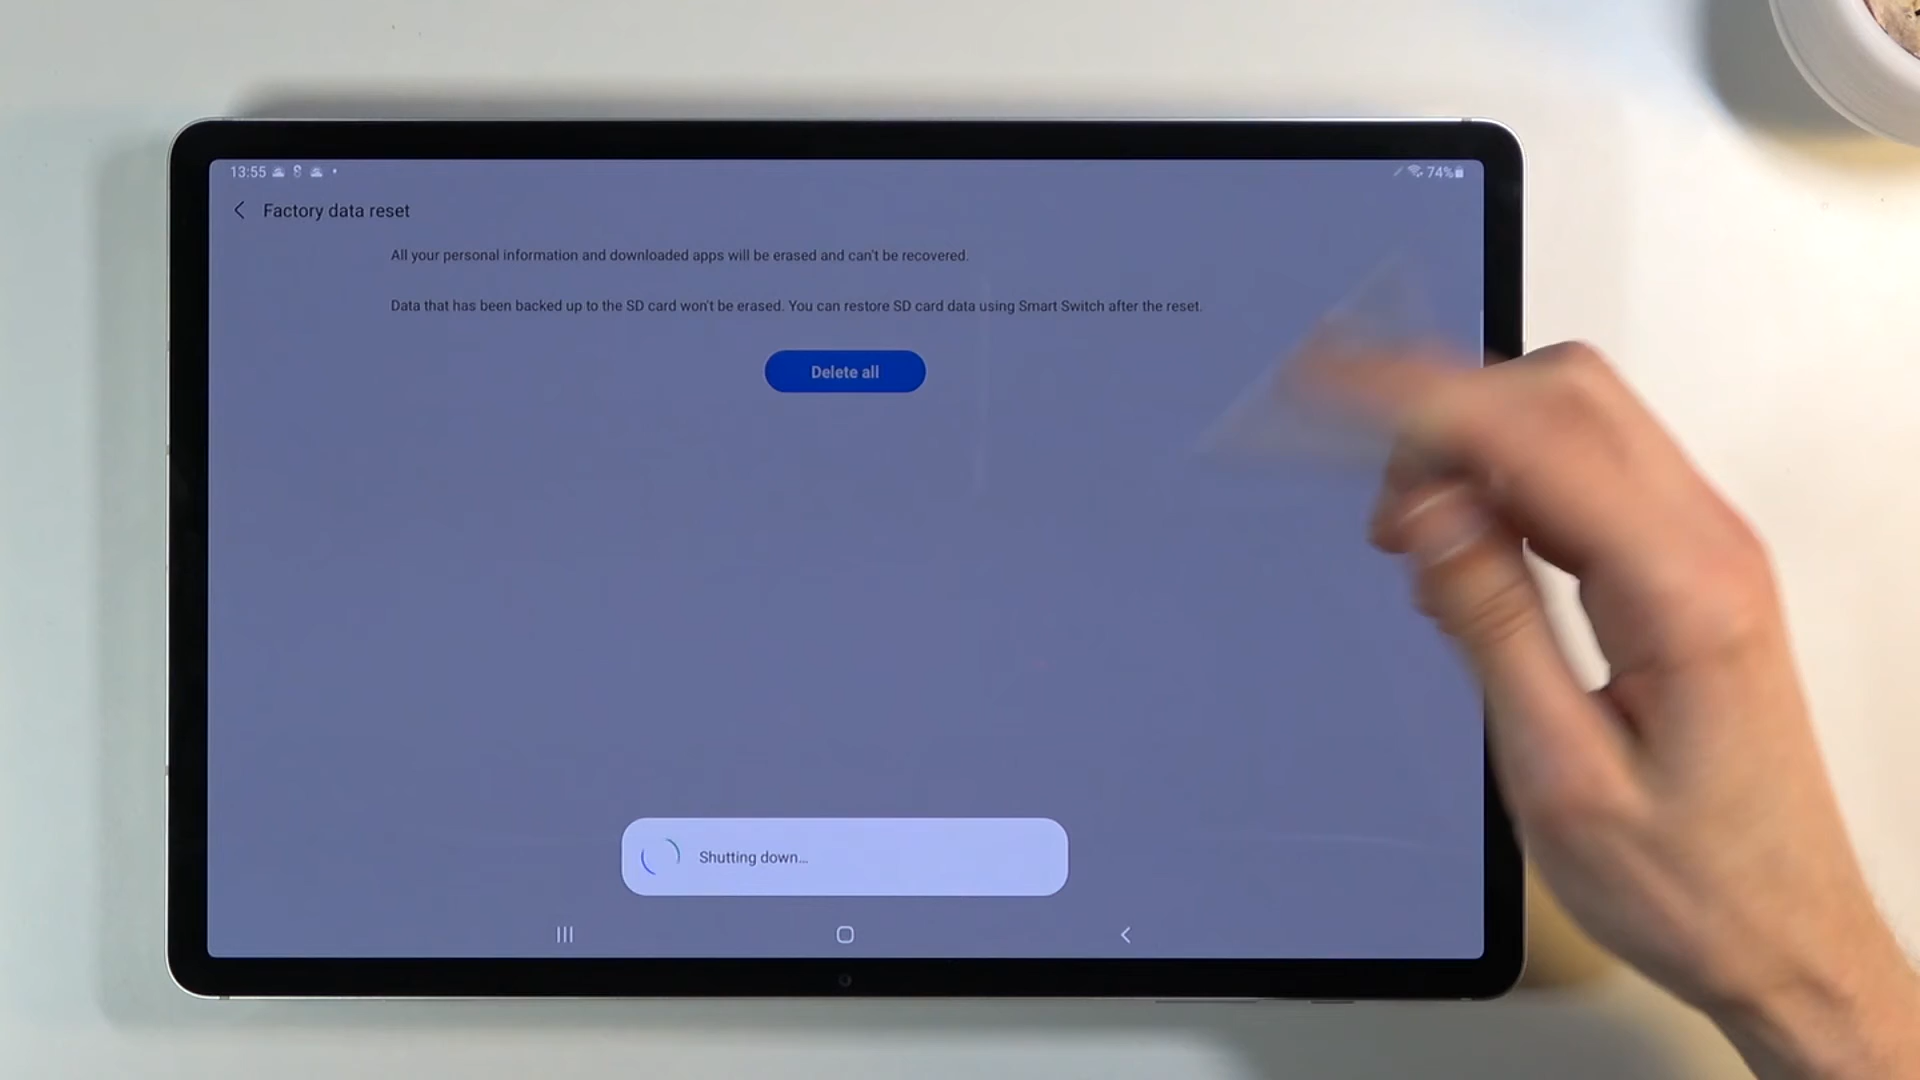 13:55
74%
Factory data reset
All your personal information and downloaded apps will be erased and can't be recovered.
Data that has been backed up to the SD card won't be erased. You can restore SD card data using Smart Switch after the reset.
Delete all
Shutting down...